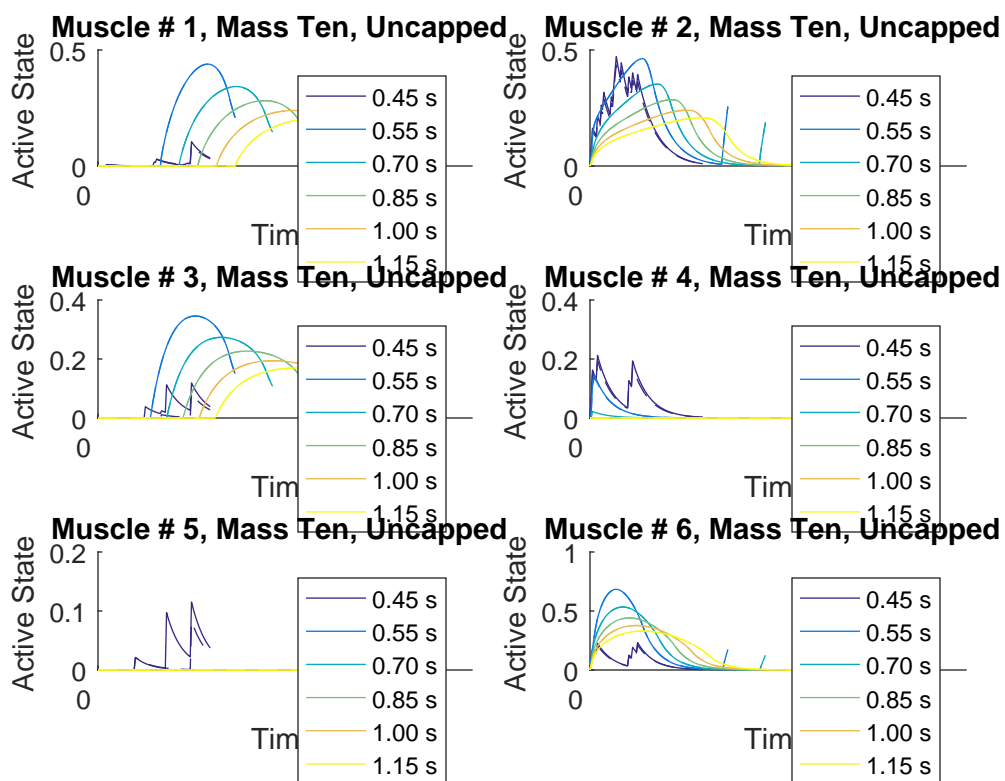 Muscle # 1, Mass Ten, Uncapped
Active State
0.5
0
0
Tim
0.45 s
0.55 s
0.70 s
0.85 s
1.00 s
1.15 s
Muscle # 2, Mass Ten, Uncapped
Active State
0.5
0
0
Tim
0.45 s
0.55 s
0.70 s
0.85 s
1.00 s
1.15 s
Muscle # 3, Mass Ten, Uncapped
Active State
0.4
0.2
0
0
Tim
0.45 s
0.55 s
0.70 s
0.85 s
1.00 s
1.15 s
Muscle # 4, Mass Ten, Uncapped
Active State
0.4
0.2
0
0
Tim
0.45 s
0.55 s
0.70 s
0.85 s
1.00 s
1.15 s
Muscle # 5, Mass Ten, Uncapped
Active State
0.2
0.1
0
0
Tim
0.45 s
0.55 s
0.70 s
0.85 s
1.00 s
1.15 s
Muscle # 6, Mass Ten, Uncapped
Active State
1
0.5
0
0
Tim
0.45 s
0.55 s
0.70 s
0.85 s
1.00 s
1.15 s